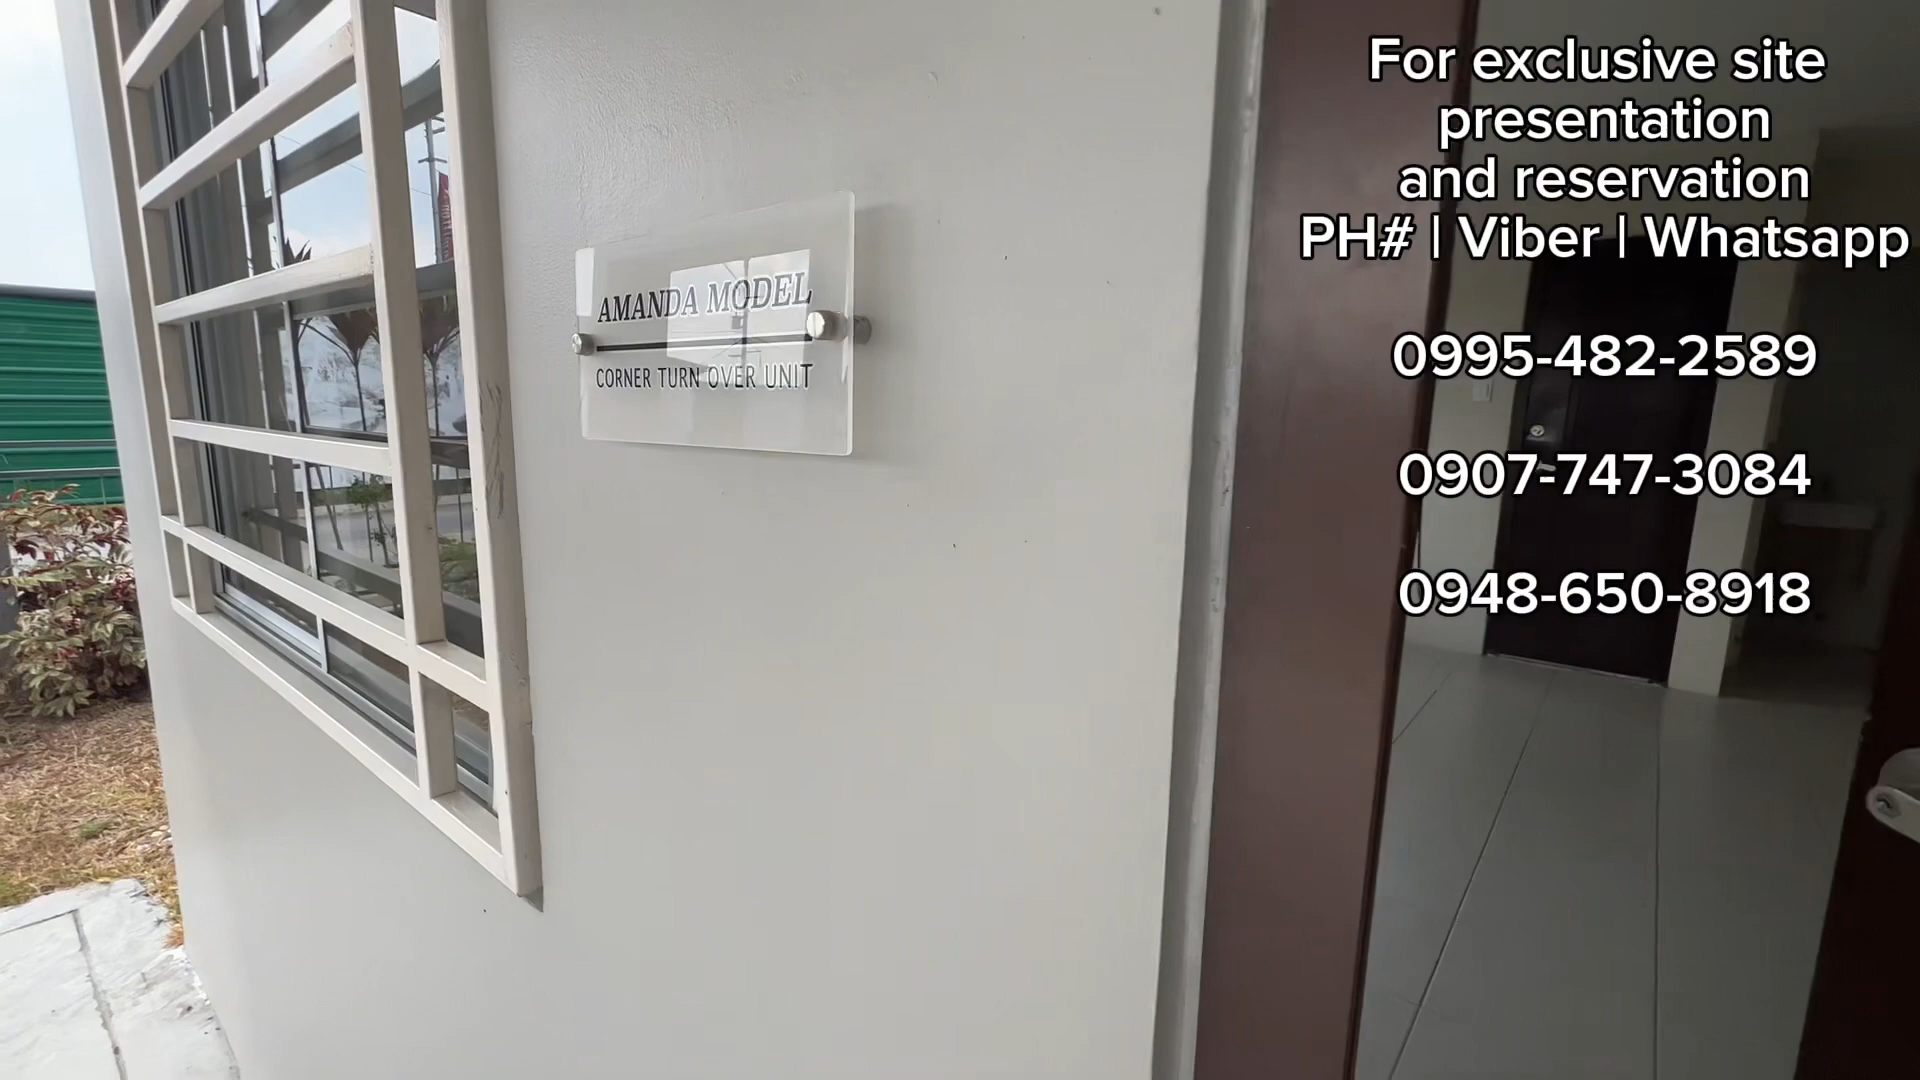 AMANDA MODEL
CORNER TURN OVER UNIT
For exclusive site
presentation
and reservation
PH# | Viber | Whatsapp
0995-482-2589
0907-747-3084
0948-650-8918